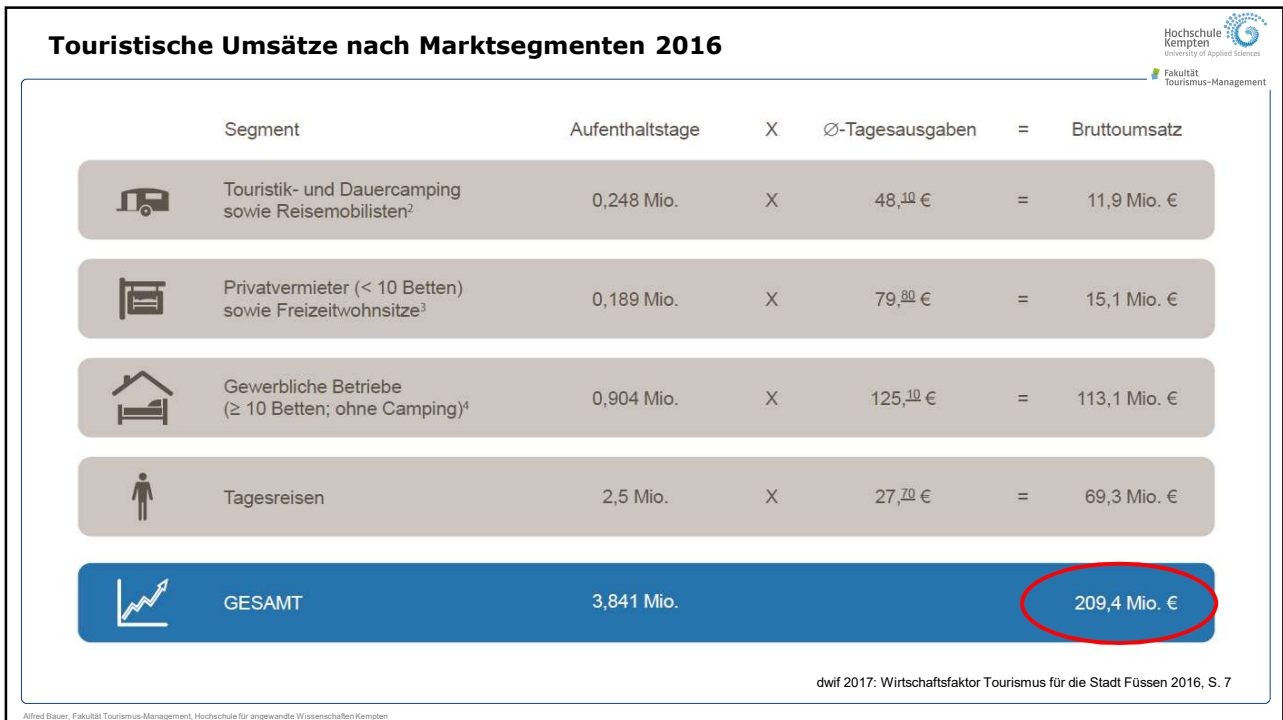 Touristische Umsätze nach Marktsegmenten 2016
Hochschule
Kempten
University of Applied Sciences
Fakultät
Tourismus-Management
Segment Aufenthaltstage X Ø-Tagesausgaben = Bruttoumsatz
Touristik- und Dauercamping
sowie Reisemobilisten² 0,248 Mio. X 48,10 € = 11,9 Mio. €
Privatvermieter (< 10 Betten)
sowie Freizeitwohnsitze³ 0,189 Mio. X 79,80 € = 15,1 Mio. €
Gewerbliche Betriebe
(≥ 10 Betten; ohne Camping)⁴ 0,904 Mio. X 125,10 € = 113,1 Mio. €
Tagesreisen 2,5 Mio. X 27,70 € = 69,3 Mio. €
GESAMT 3,841 Mio. 209,4 Mio. €
dwif 2017: Wirtschaftsfaktor Tourismus für die Stadt Füssen 2016, S. 7
Alfred Bauer, Fakultät Tourismus-Management, Hochschule für angewandte Wissenschaften Kempten